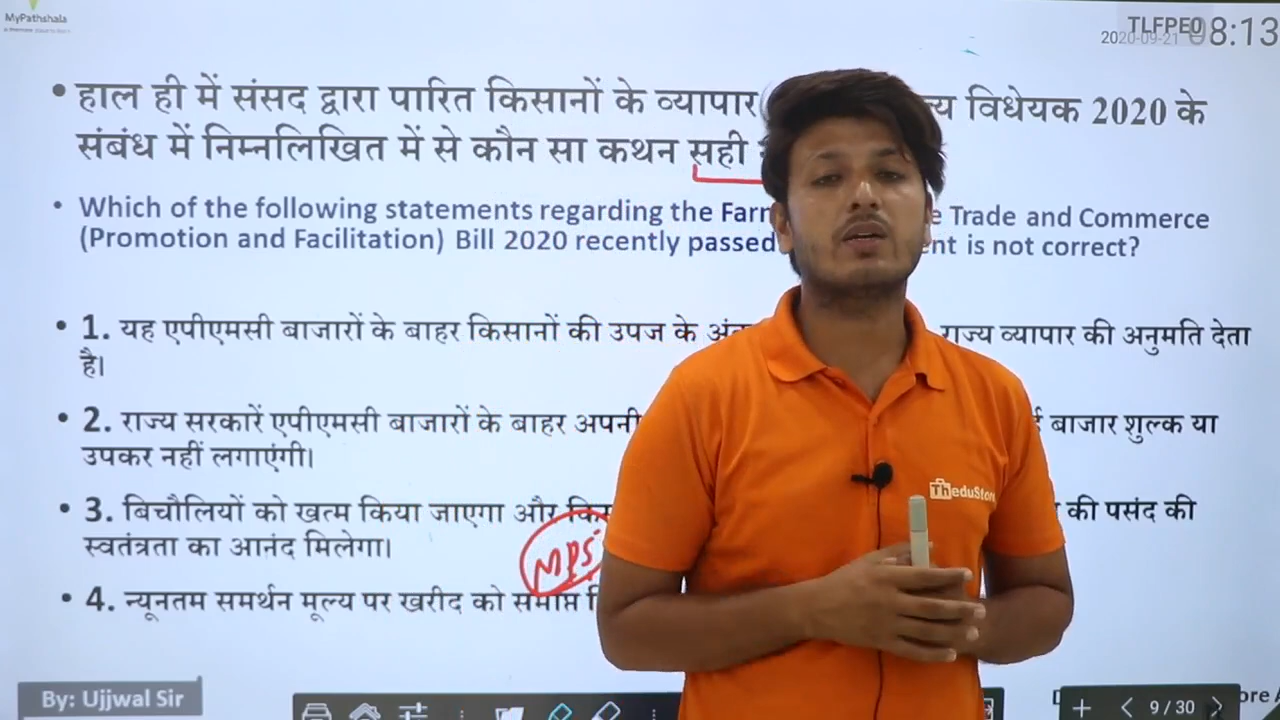 MyPathshala
TLFPE0
2020-09-21 08:13
• हाल ही में संसद द्वारा पारित किसानों के व्यापार य विधेयक 2020 के
संबंध में निम्नलिखित में से कौन सा कथन सही
• Which of the following statements regarding the Farm e Trade and Commerce
(Promotion and Facilitation) Bill 2020 recently passed nt is not correct?
• 1. यह एपीएमसी बाजारों के बाहर किसानों की उपज के राज्य व्यापार की अनुमति देता
है।
• 2. राज्य सरकारें एपीएमसी बाजारों के बाहर अपनी बाजार शुल्क या
उपकर नहीं लगाएंगी।
• 3. बिचौलियों को खत्म किया जाएगा और की पसंद की
स्वतंत्रता का आनंद मिलेगा।
• 4. न्यूनतम समर्थन मूल्य पर खरीद को समाप्त
TheduStore
By: Ujjwal Sir
9 / 30